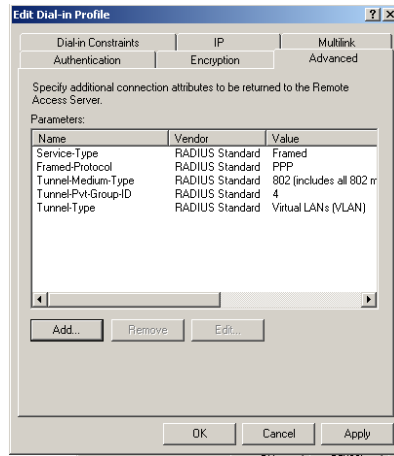 Edit Dial-in Profile
Dial-in Constraints IP Multilink
Authentication Encryption Advanced
Specify additional connection attributes to be returned to the Remote
Access Server.
Parameters:
Name Vendor Value
Service-Type RADIUS Standard Framed
Framed-Protocol RADIUS Standard PPP
Tunnel-Medium-Type RADIUS Standard 802 (includes all 802 m
Tunnel-Pvt-Group-ID RADIUS Standard 4
Tunnel-Type RADIUS Standard Virtual LANs (VLAN)
Add... Remove Edit...
OK Cancel Apply